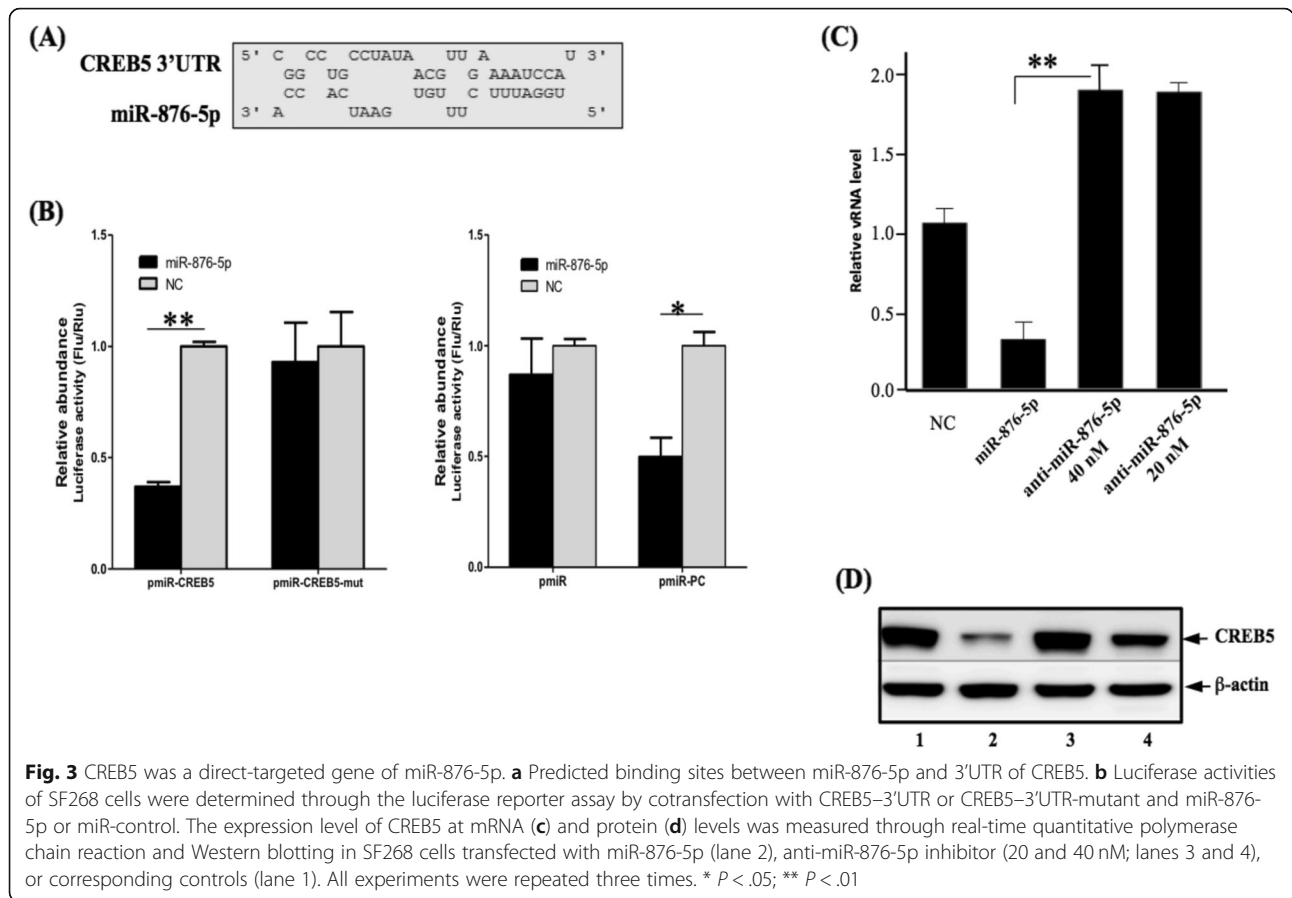 (A)
CREB5 3'UTR
5' C CC CCUAUA UU A U 3'
GG UG ACG G AAAUCCA
CC AC UGU C UUUAGGU
miR-876-5p
3' A UAAG UU 5'
(B)
1.5
1.0
0.5
0.0
Relative abundance
Luciferase activity (Flu/Rlu)
miR-876-5p
NC
**
pmiR-CREB5
pmiR-CREB5-mut
1.5
1.0
0.5
0.0
Relative abundance
Luciferase activity (Flu/Rlu)
miR-876-5p
NC
*
pmiR
pmiR-PC
(C)
2.0
1.5
1.0
0.5
0.0
Relative vRNA level
**
NC
miR-876-5p
anti-miR-876-5p
40 nM
anti-miR-876-5p
20 nM
(D)
CREB5
β-actin
1 2 3 4
Fig. 3 CREB5 was a direct-targeted gene of miR-876-5p. a Predicted binding sites between miR-876-5p and 3'UTR of CREB5. b Luciferase activities
of SF268 cells were determined through the luciferase reporter assay by cotransfection with CREB5–3'UTR or CREB5–3'UTR-mutant and miR-876-
5p or miR-control. The expression level of CREB5 at mRNA (c) and protein (d) levels was measured through real-time quantitative polymerase
chain reaction and Western blotting in SF268 cells transfected with miR-876-5p (lane 2), anti-miR-876-5p inhibitor (20 and 40 nM; lanes 3 and 4),
or corresponding controls (lane 1). All experiments were repeated three times. * P < .05; ** P < .01